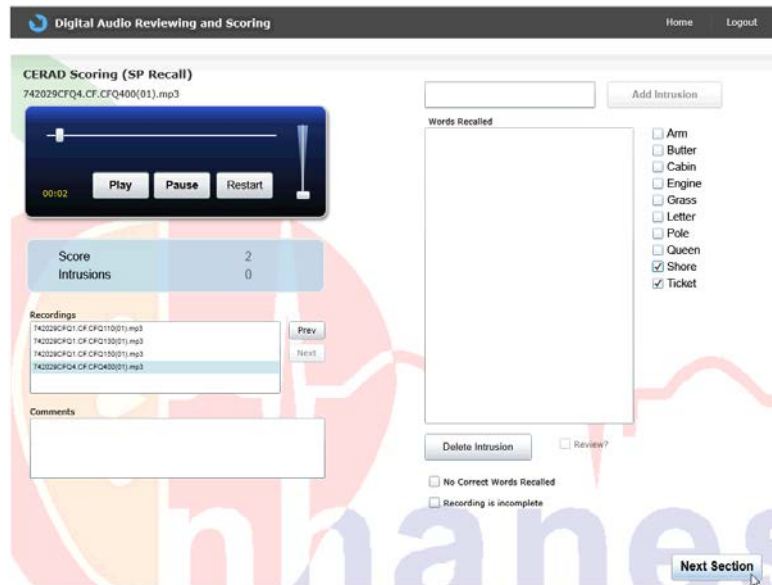 Digital Audio Reviewing and Scoring
Home Logout
CERAD Scoring (SP Recall)
742029CFQ4.CF.CFQ400(01).mp3
00:02
Play Pause Restart
Score 2
Intrusions 0
Recordings
742029CFQ1.CF.CFQ110(01).mp3
742029CFQ1.CF.CFQ130(01).mp3
742029CFQ1.CF.CFQ150(01).mp3
742029CFQ4.CF.CFQ400(01).mp3
Prev
Next
Comments
Add Intrusion
Words Recalled
Arm
Butter
Cabin
Engine
Grass
Letter
Pole
Queen
Shore
Ticket
Delete Intrusion Review?
No Correct Words Recalled
Recording is incomplete
nhanes
Next Section